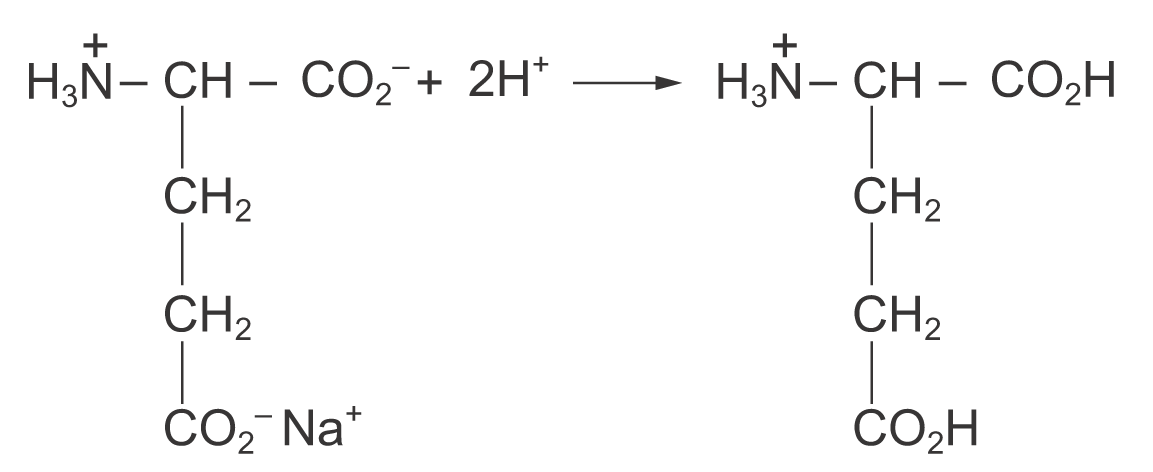 H₃N⁺ – CH – CO₂⁻ + 2H⁺ ⟶ H₃N⁺ – CH – CO₂H
CH₂ CH₂
CH₂ CH₂
CO₂⁻ Na⁺ CO₂H